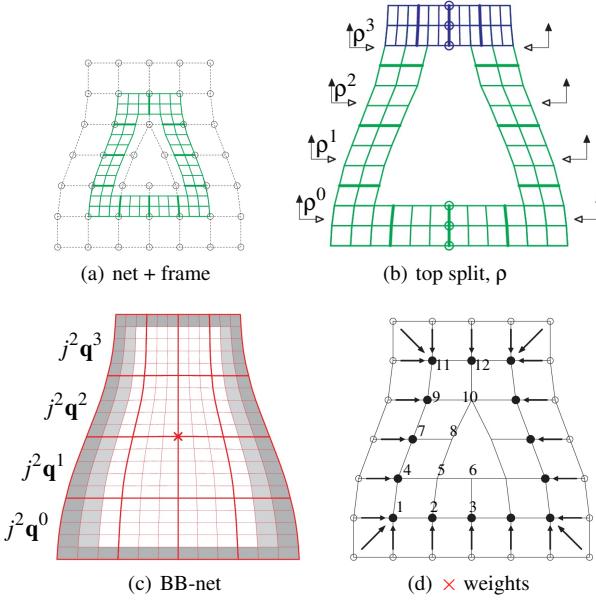 ρ³
ρ²
ρ¹
ρ⁰
(a) net + frame
(b) top split, ρ
j²q³
j²q²
j²q¹
j²q⁰
11 12
9 10
7 8
4 5 6
1 2 3
(c) BB-net
(d) × weights